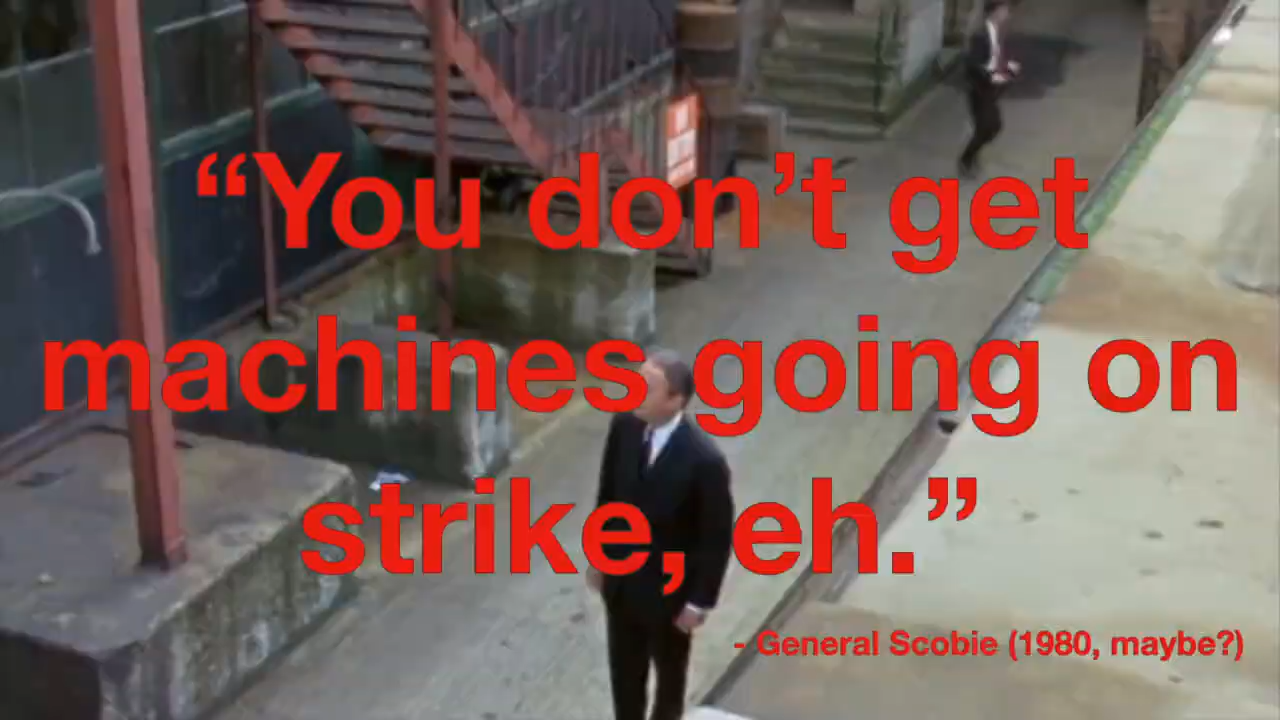 “You don’t get
machines going on
strike, eh.”
- General Scobie (1980, maybe?)